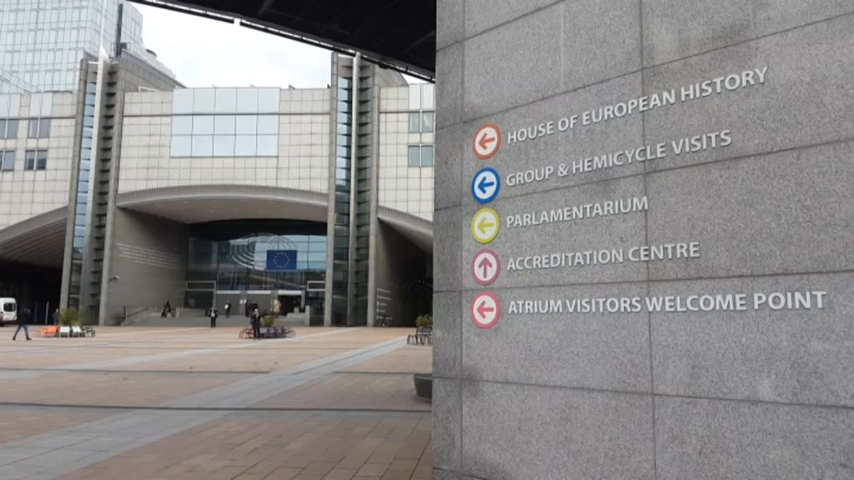 HOUSE OF EUROPEAN HISTORY
GROUP & HEMICYCLE VISITS
PARLAMENTARIUM
ACCREDITATION CENTRE
ATRIUM VISITORS WELCOME POINT